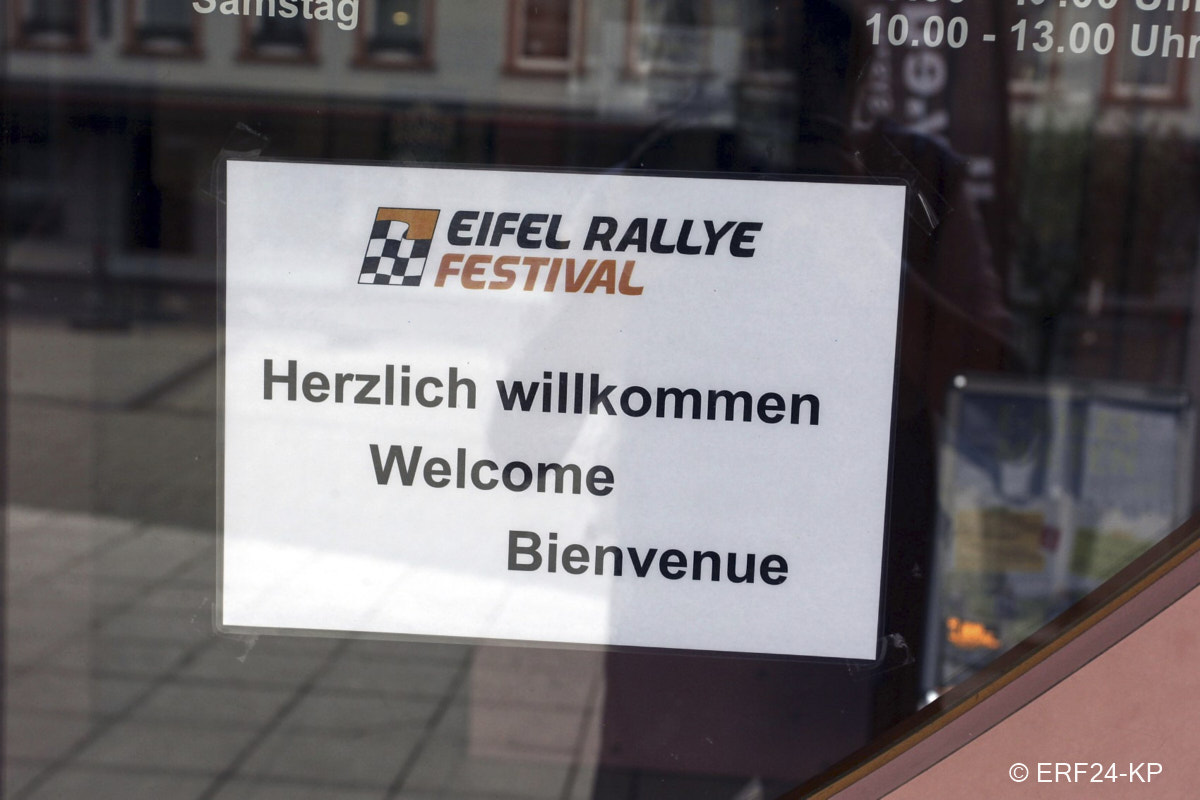 Samstag
10.00 - 13.00 Uhr
EIFEL RALLYE
FESTIVAL
Herzlich willkommen
Welcome
Bienvenue
© ERF24-KP